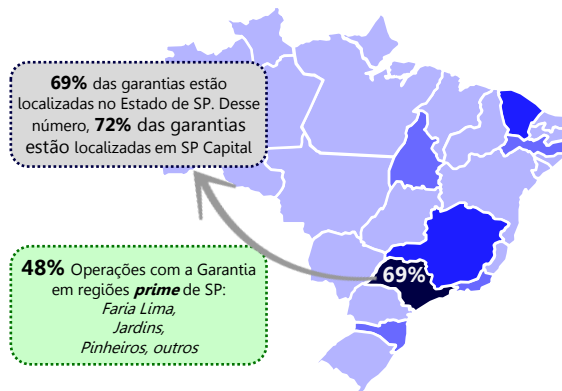 69% das garantias estão
localizadas no Estado de SP. Desse
número, 72% das garantias
estão localizadas em SP Capital
48% Operações com a Garantia
em regiões prime de SP:
Faria Lima,
Jardins,
Pinheiros, outros
69%